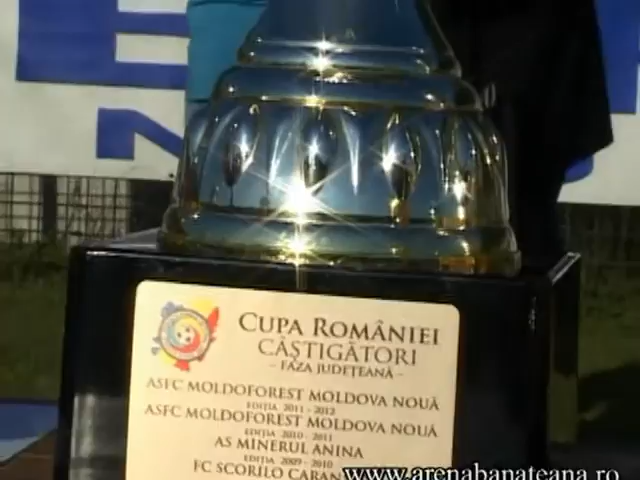 CUPA ROMÂNIEI
CÂȘTIGĂTORI
- FAZA JUDEȚEANĂ -
ASFC MOLDOFOREST MOLDOVA NOUĂ
EDIȚIA 2011 - 2012
ASFC MOLDOFOREST MOLDOVA NOUĂ
EDIȚIA 2010 - 2011
AS MINERUL ANINA
EDIȚIA 2009 - 2010
FC SCORILO CARAN
www.arenabanateana.ro